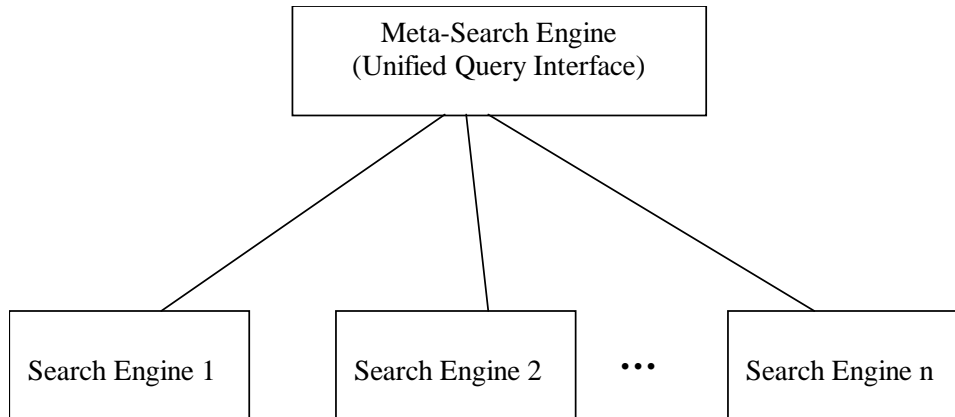 Meta-Search Engine
(Unified Query Interface)
Search Engine 1
Search Engine 2
...
Search Engine n